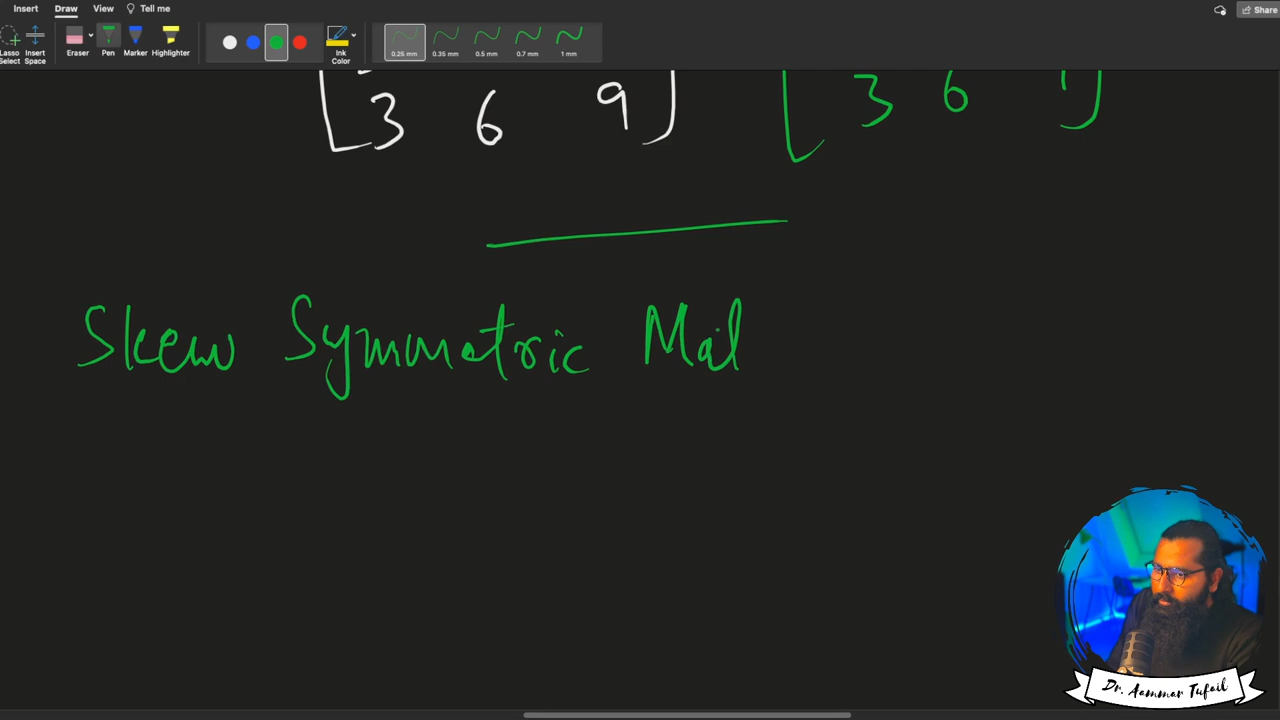 Insert Draw View Tell me Share
Lasso Select Insert Space Eraser Pen Marker Highlighter Ink Color 0.25 mm 0.35 mm 0.5 mm 0.7 mm 1 mm
3 6 9 3 6
Skew Symmetric Mat
Dr. Aammar Tufail